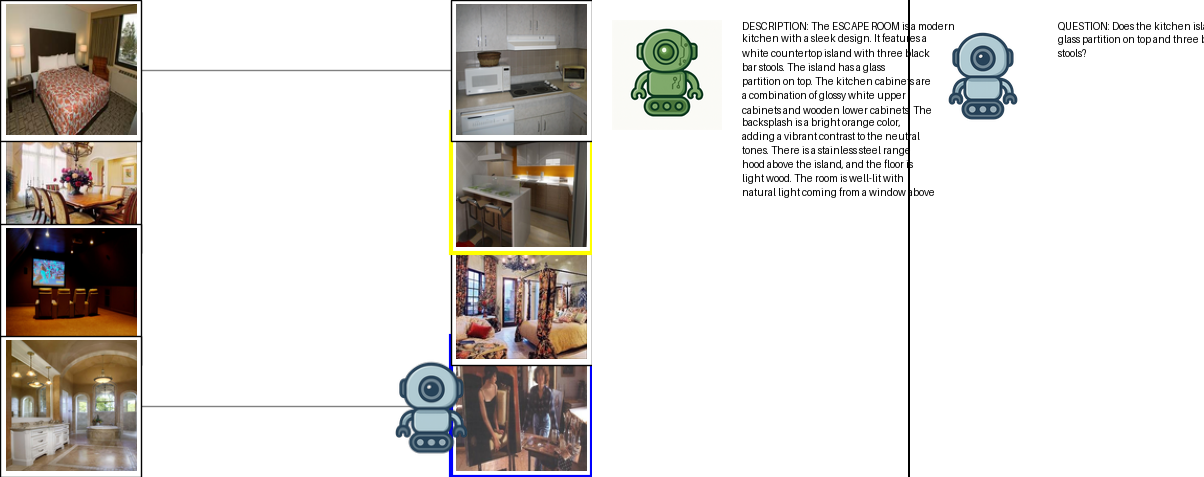 DESCRIPTION: The ESCAPE ROOM is a modern
kitchen with a sleek design. It features a
white countertop island with three black
bar stools. The island has a glass
partition on top. The kitchen cabinets are
a combination of glossy white upper
cabinets and wooden lower cabinets. The
backsplash is a bright orange color,
adding a vibrant contrast to the neutral
tones. There is a stainless steel range
hood above the island, and the floor is
light wood. The room is well-lit with
natural light coming from a window above
QUESTION: Does the kitchen
glass partition on top and three
stools?